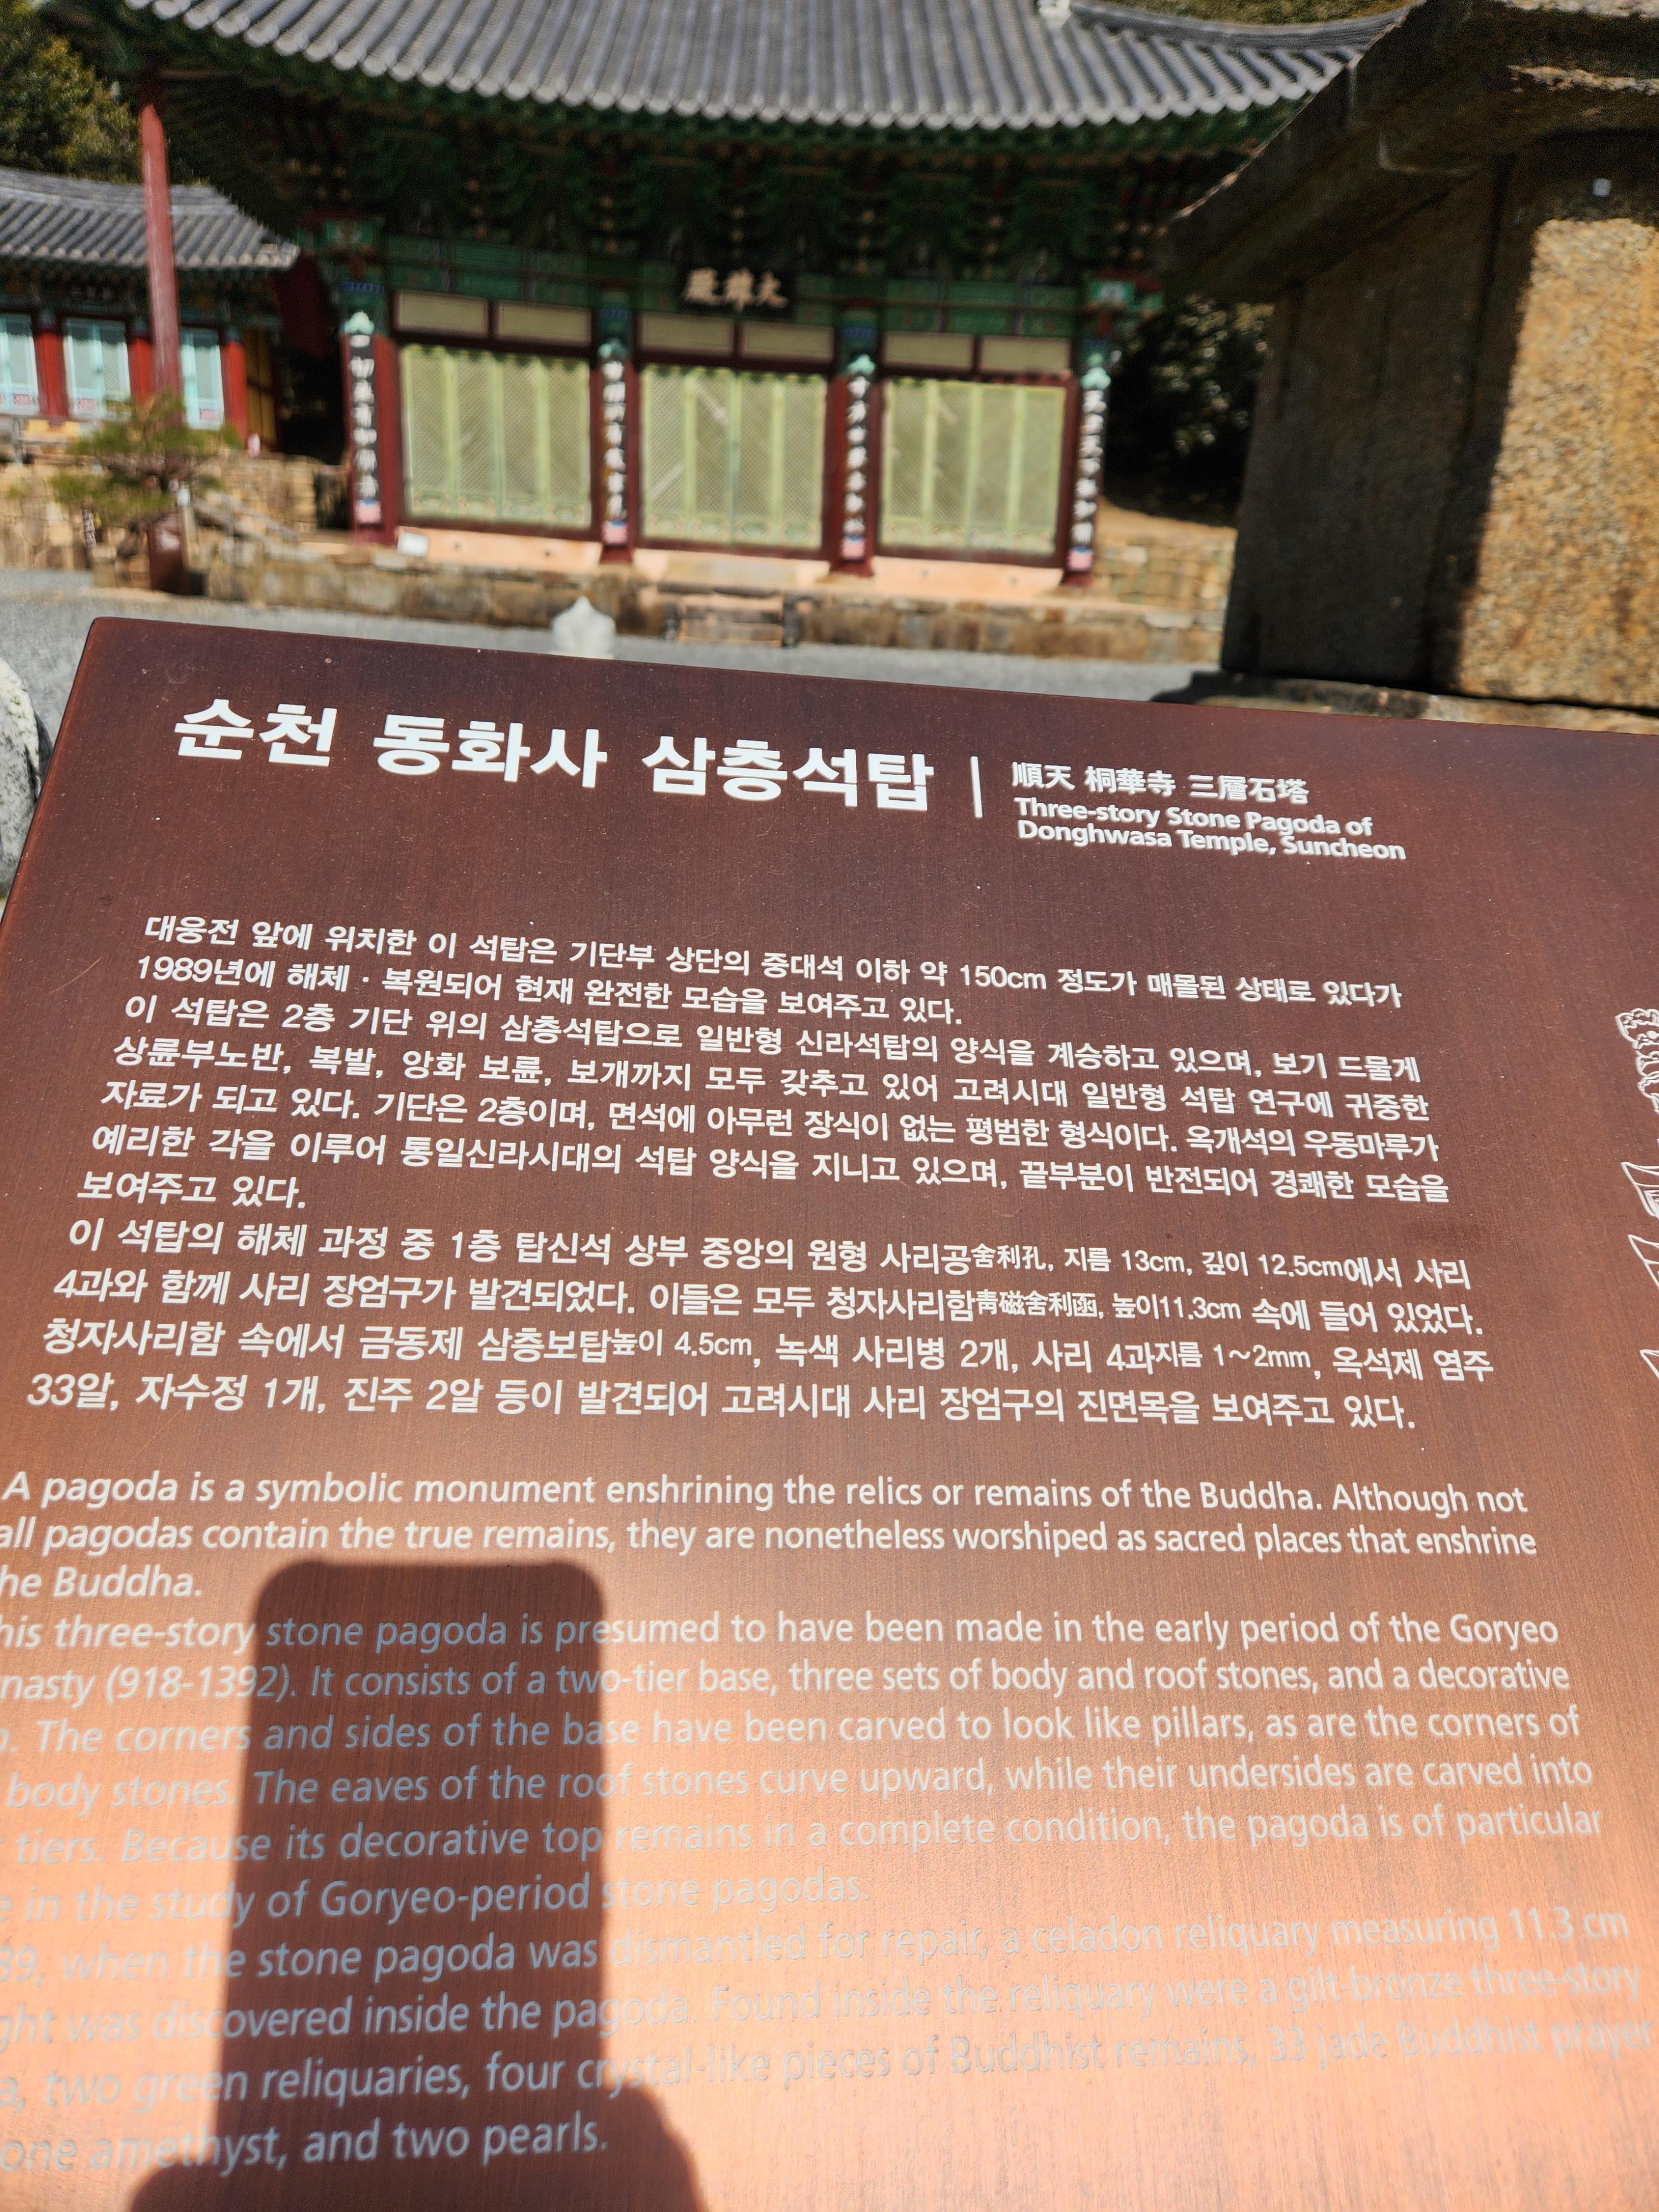 大雄殿
순천 동화사 삼층석탑
順天 桐華寺 三層石塔
Three-story Stone Pagoda of
Donghwasa Temple, Suncheon
대웅전 앞에 위치한 이 석탑은 기단부 상단의 중대석 이하 약 150cm 정도가 매몰된 상태로 있다가
1989년에 해체 · 복원되어 현재 완전한 모습을 보여주고 있다.
이 석탑은 2층 기단 위의 삼층석탑으로 일반형 신라석탑의 양식을 계승하고 있으며, 보기 드물게
상륜부노반, 복발, 앙화 보륜, 보개까지 모두 갖추고 있어 고려시대 일반형 석탑 연구에 귀중한
자료가 되고 있다. 기단은 2층이며, 면석에 아무런 장식이 없는 평범한 형식이다. 옥개석의 우동마루가
예리한 각을 이루어 통일신라시대의 석탑 양식을 지니고 있으며, 끝부분이 반전되어 경쾌한 모습을
보여주고 있다.
이 석탑의 해체 과정 중 1층 탑신석 상부 중앙의 원형 사리공舍利孔, 지름 13cm, 깊이 12.5cm에서 사리
4과와 함께 사리 장엄구가 발견되었다. 이들은 모두 청자사리함靑磁舍利函, 높이11.3cm 속에 들어 있었다.
청자사리함 속에서 금동제 삼층보탑높이 4.5cm, 녹색 사리병 2개, 사리 4과지름 1~2mm, 옥석제 염주
33알, 자수정 1개, 진주 2알 등이 발견되어 고려시대 사리 장엄구의 진면목을 보여주고 있다.
A pagoda is a symbolic monument enshrining the relics or remains of the Buddha. Although not
all pagodas contain the true remains, they are nonetheless worshiped as sacred places that enshrine
he Buddha.
his three-story stone pagoda is presumed to have been made in the early period of the Goryeo
nasty (918-1392). It consists of a two-tier base, three sets of body and roof stones, and a decorative
. The corners and sides of the base have been carved to look like pillars, as are the corners of
body stones. The eaves of the roof stones curve upward, while their undersides are carved into
tiers. Because its decorative top remains in a complete condition, the pagoda is of particular
e in the study of Goryeo-period stone pagodas.
89, when the stone pagoda was dismantled for repair, a celadon reliquary measuring 11.3 cm
ght was discovered inside the pagoda. Found inside the reliquary were a gilt-bronze three-story
a, two green reliquaries, four crystal-like pieces of Buddhist remains, 33 jade Buddhist prayer
one amethyst, and two pearls.